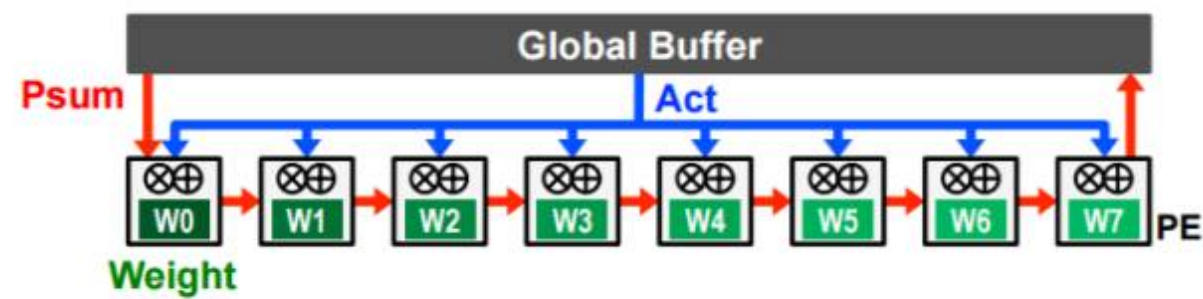 Global Buffer
Psum
Act
W0 W1 W2 W3 W4 W5 W6 W7 PE
Weight